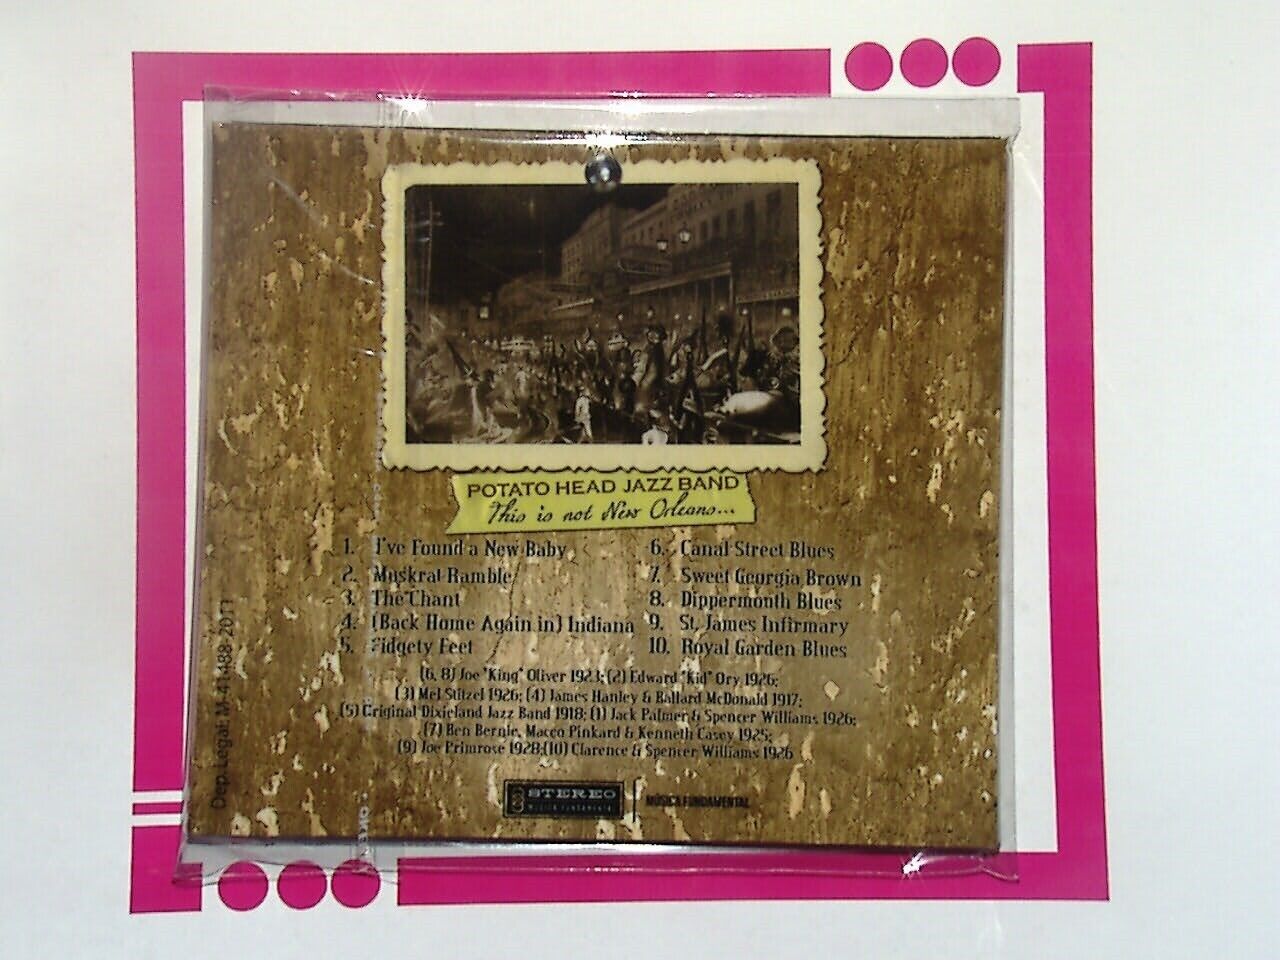 POTATO HEAD JAZZ BAND
This is not New Orleans...
1. I've Found a New Baby
2. Muskrat Ramble
3. The Chant
4. (Back Home Again in) Indiana
5. Fidgety Feet
6. Canal Street Blues
7. Sweet Georgia Brown
8. Dippermouth Blues
9. St. James Infirmary
10. Royal Garden Blues
(6, 8) Joe "King" Oliver 1923; (2) Edward "Kid" Ory 1926;
(3) Mel Stitzel 1926; (4) James Hanley & Ballard McDonald 1917;
(5) Original Dixieland Jazz Band 1918; (1) Jack Palmer & Spencer Williams 1926;
(7) Ben Bernie, Maceo Pinkard & Kenneth Casey 1925;
(9) Joe Primrose 1928;(10) Clarence & Spencer Williams 1926
STEREO
MÚSICA FUNDAMENTAL
MÚSICA FUNDAMENTAL
Dep. Legal: M-41488-2011